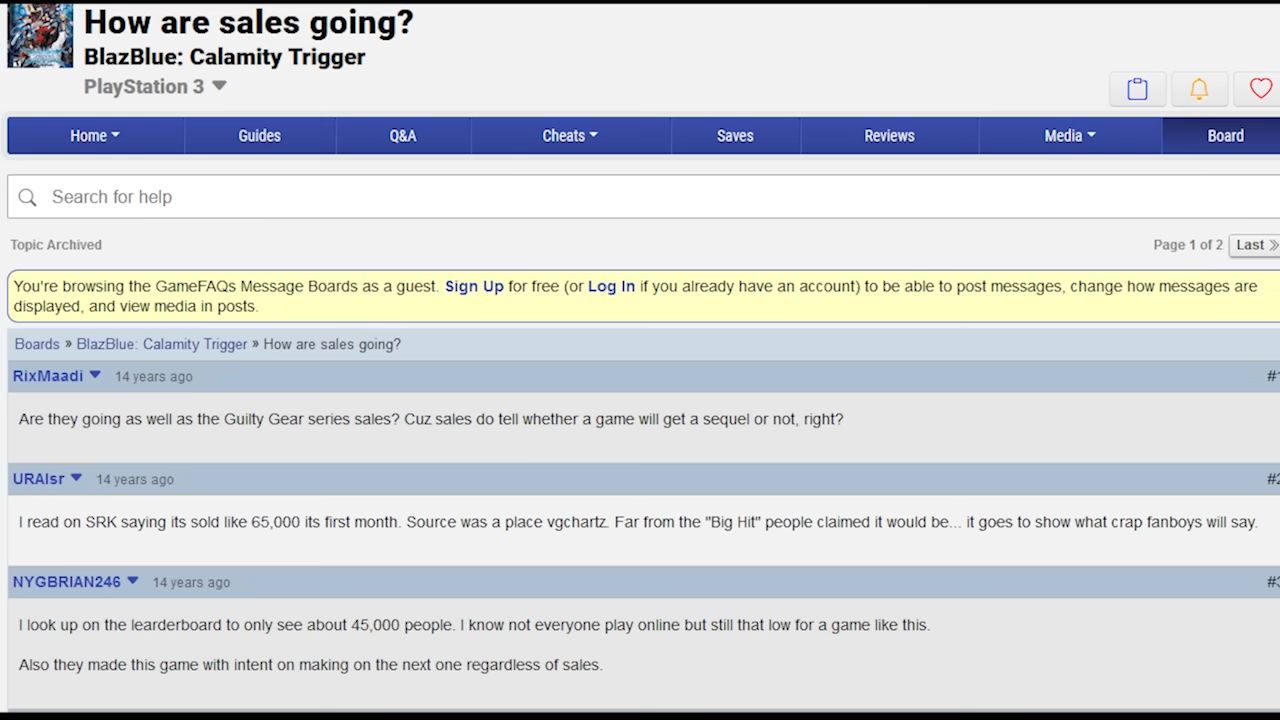 How are sales going?
BlazBlue: Calamity Trigger
PlayStation 3
Home
Guides
Q&A
Cheats
Saves
Reviews
Media
Board
Search for help
Topic Archived
Page 1 of 2
Last »
You're browsing the GameFAQs Message Boards as a guest. Sign Up for free (or Log In if you already have an account) to be able to post messages, change how messages are
displayed, and view media in posts.
Boards » BlazBlue: Calamity Trigger » How are sales going?
RixMaadi 14 years ago #1
Are they going as well as the Guilty Gear series sales? Cuz sales do tell whether a game will get a sequel or not, right?
URAlsr 14 years ago #2
I read on SRK saying its sold like 65,000 its first month. Source was a place vgchartz. Far from the "Big Hit" people claimed it would be... it goes to show what crap fanboys will say.
NYGBRIAN246 14 years ago #3
I look up on the learderboard to only see about 45,000 people. I know not everyone play online but still that low for a game like this.
Also they made this game with intent on making on the next one regardless of sales.